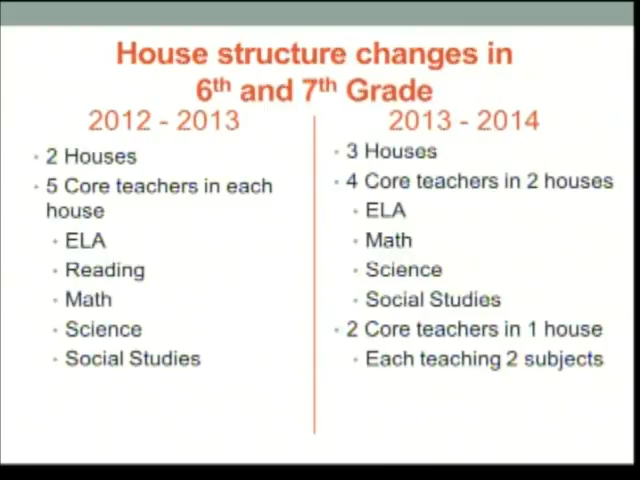 House structure changes in
6th and 7th Grade
2012 - 2013
• 2 Houses
• 5 Core teachers in each
house
• ELA
• Reading
• Math
• Science
• Social Studies
2013 - 2014
• 3 Houses
• 4 Core teachers in 2 houses
• ELA
• Math
• Science
• Social Studies
• 2 Core teachers in 1 house
• Each teaching 2 subjects